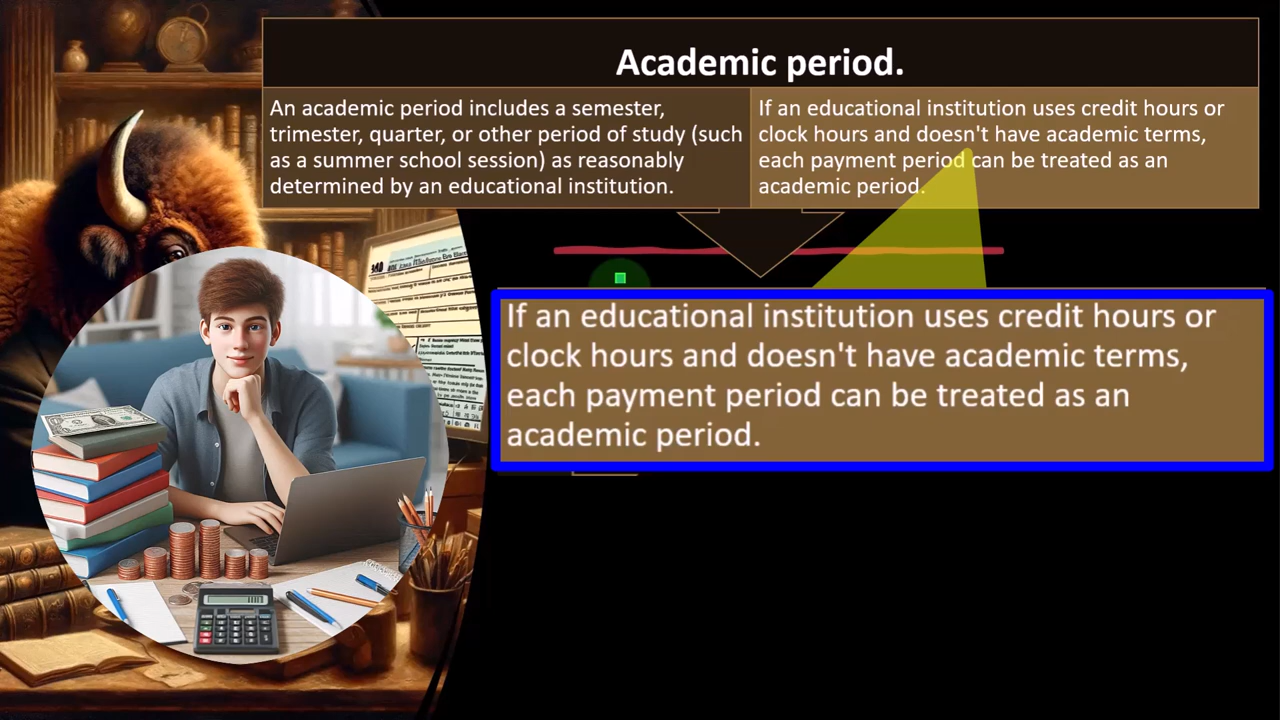 Academic period.
An academic period includes a semester,
trimester, quarter, or other period of study (such
as a summer school session) as reasonably
determined by an educational institution.
If an educational institution uses credit hours or
clock hours and doesn't have academic terms,
each payment period can be treated as an
academic period.
If an educational institution uses credit hours or
clock hours and doesn't have academic terms,
each payment period can be treated as an
academic period.